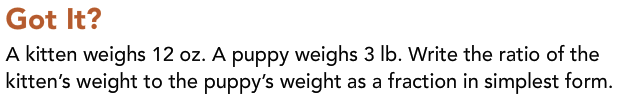 Got It?
A kitten weighs 12 oz. A puppy weighs 3 lb. Write the ratio of the
kitten’s weight to the puppy’s weight as a fraction in simplest form.